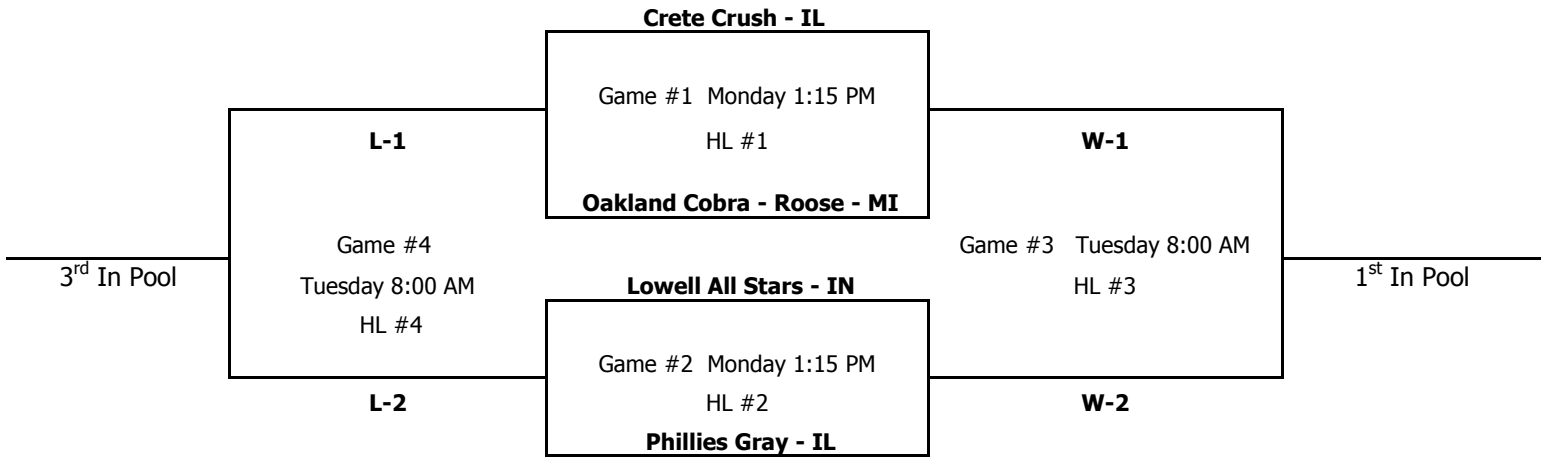 Crete Crush - IL
Game #1 Monday 1:15 PM
L-1
HL #1
W-1
Oakland Cobra - Roose - MI
Game #4
Game #3 Tuesday 8:00 AM
3rd In Pool
Tuesday 8:00 AM
Lowell All Stars - IN
HL #3
1st In Pool
HL #4
Game #2 Monday 1:15 PM
L-2
HL #2
W-2
Phillies Gray - IL